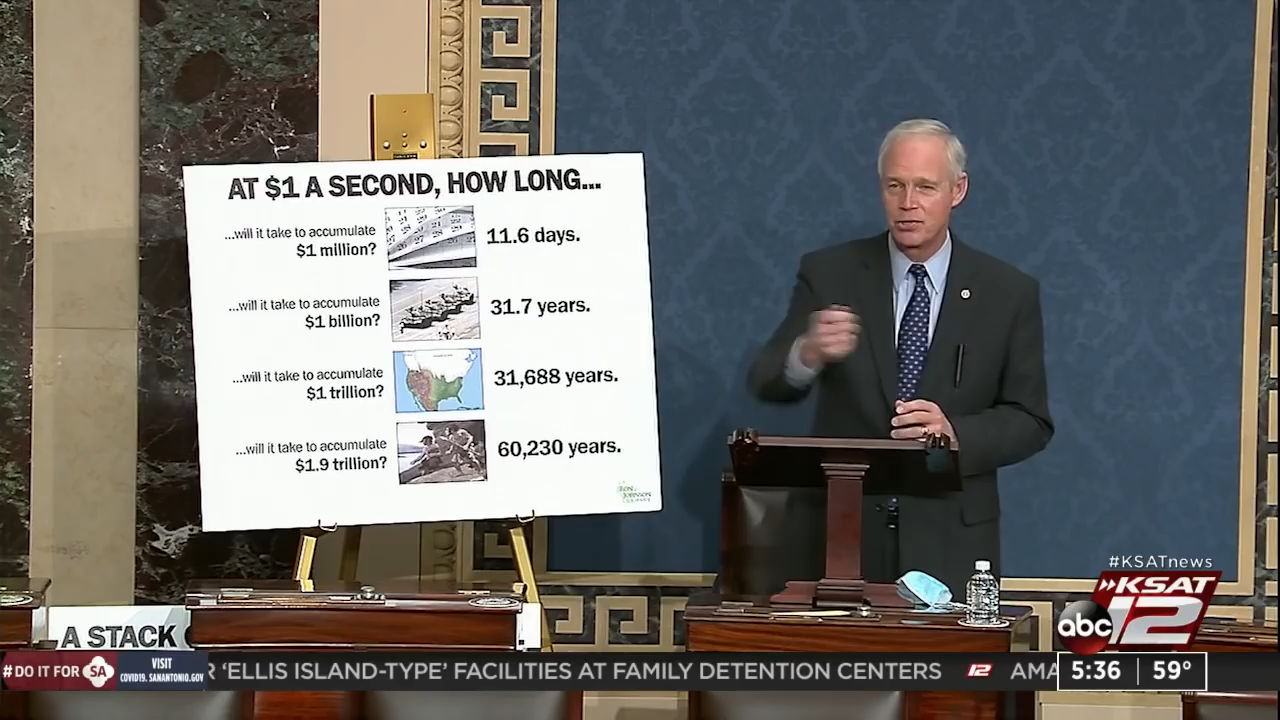 AT $1 A SECOND, HOW LONG...
...will it take to accumulate
$1 million?
11.6 days.
...will it take to accumulate
$1 billion?
31.7 years.
...will it take to accumulate
$1 trillion?
31,688 years.
...will it take to accumulate
$1.9 trillion?
60,230 years.
RON JOHNSON
#KSATnews
KSAT
abc 12
A STACK
#DO IT FOR SA
VISIT
COVID19.SANANTONIO.GOV
R ‘ELLIS ISLAND-TYPE’ FACILITIES AT FAMILY DETENTION CENTERS 12 AMA
5:36 59°